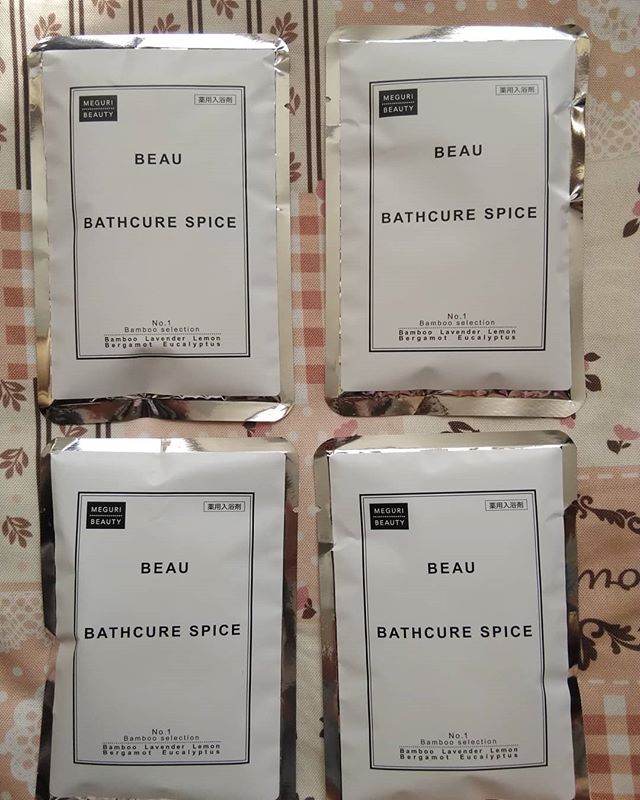 MEGURI
BEAUTY
薬用入浴剤
BEAU
BATHCURE SPICE
No.1
Bamboo selection
Bamboo Lavender Lemon
Bergamot Eucalyptus
MEGURI
BEAUTY
薬用入浴剤
BEAU
BATHCURE SPICE
No.1
Bamboo selection
Bamboo Lavender Lemon
Bergamot Eucalyptus
MEGURI
BEAUTY
薬用入浴剤
BEAU
BATHCURE SPICE
No.1
Bamboo selection
Bamboo Lavender Lemon
Bergamot Eucalyptus
MEGURI
BEAUTY
薬用入浴剤
BEAU
BATHCURE SPICE
No.1
Bamboo selection
Bamboo Lavender Lemon
Bergamot Eucalyptus